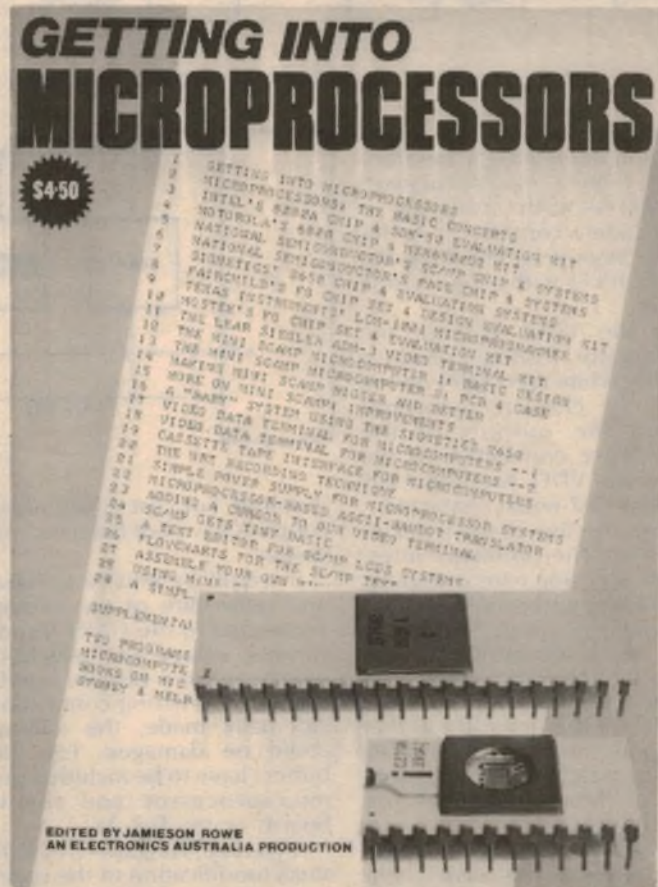 GETTING INTO
MICROPROCESSORS
$4·50
1 GETTING INTO MICROPROCESSORS
2 MICROPROCESSORS: THE BASIC CONCEPTS
3 INTEL'S 8080A CHIP & SDK-80 EVALUATION KIT
4 MOTOROLA'S 6800 CHIP & KIT
5 NATIONAL SEMICONDUCTOR'S SC/MP CHIP & SYSTEMS
6 NATIONAL SEMICONDUCTOR'S PACE CHIP & SYSTEMS
7 SIGNETICS' 2650 CHIP & EVALUATION SYSTEMS
8 FAIRCHILD'S F8 CHIP SET & DESIGN EVALUATION KIT
9 TEXAS INSTRUMENTS' LCM-1001 MICROPROGRAMMER
10 MOSTEK'S F8 CHIP SET & EVALUATION KIT
11 THE LEAR SIEGLER ADM-3 VIDEO TERMINAL KIT
12 THE MINI SCAMP MICROCOMPUTER 1: BASIC DESIGN
13 THE MINI SCAMP MICROCOMPUTER 2: PCB & CASE
14 MAKING MINI SCAMP BIGGER AND BETTER
15 MORE ON MINI SCAMP: IMPROVEMENTS
16 A "BABY" SYSTEM USING THE SIGNETICS 2650
17 VIDEO DATA TERMINAL FOR MICROCOMPUTERS --1
18 VIDEO DATA TERMINAL FOR MICROCOMPUTERS --2
19 CASSETTE TAPE INTERFACE FOR MICROCOMPUTERS
20 THE NRZ RECORDING TECHNIQUE
21 SIMPLE POWER SUPPLY FOR MICROPROCESSOR SYSTEMS
22 MICROPROCESSOR-BASED ASCII-BAUDOT TRANSLATOR
23 ADDING A CURSOR TO OUR VIDEO TERMINAL
24 SC/MP GETS TINY BASIC
25 A TEXT EDITOR FOR SC/MP LCDS SYSTEMS
26 FLOWCHARTS FOR THE SC/MP TEXT
27 ASSEMBLE YOUR OWN
28 USING MINI
29 A SIMPL
SUPPLEMENTAL
TWO PROGRAMS
MICROCOMPUTE
BOOKS ON MIC
SYDNEY & MELB
EDITED BY JAMIESON ROWE
AN ELECTRONICS AUSTRALIA PRODUCTION